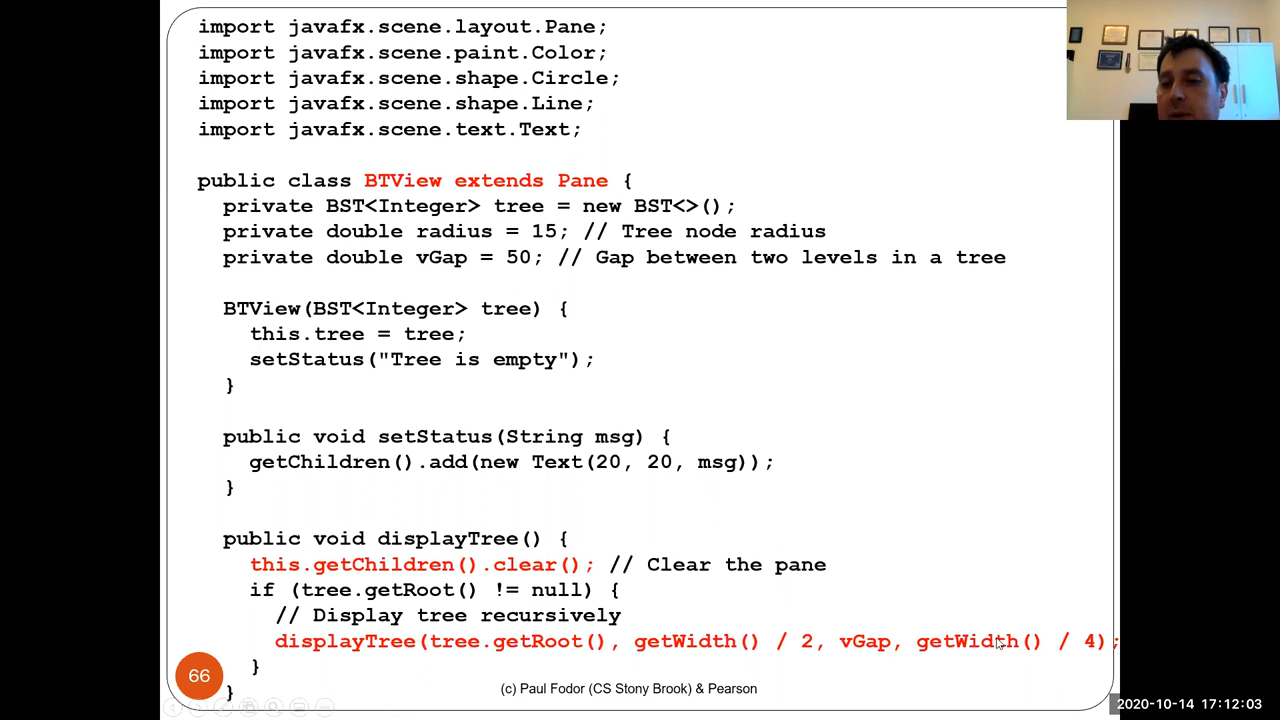 import javafx.scene.layout.Pane;
import javafx.scene.paint.Color;
import javafx.scene.shape.Circle;
import javafx.scene.shape.Line;
import javafx.scene.text.Text;
public class BTView extends Pane {
private BST<Integer> tree = new BST<>();
private double radius = 15; // Tree node radius
private double vGap = 50; // Gap between two levels in a tree
BTView(BST<Integer> tree) {
this.tree = tree;
setStatus("Tree is empty");
}
public void setStatus(String msg) {
getChildren().add(new Text(20, 20, msg));
}
public void displayTree() {
this.getChildren().clear(); // Clear the pane
if (tree.getRoot() != null) {
// Display tree recursively
displayTree(tree.getRoot(), getWidth() / 2, vGap, getWidth() / 4);
}
}
66
(c) Paul Fodor (CS Stony Brook) & Pearson
2020-10-14 17:12:03